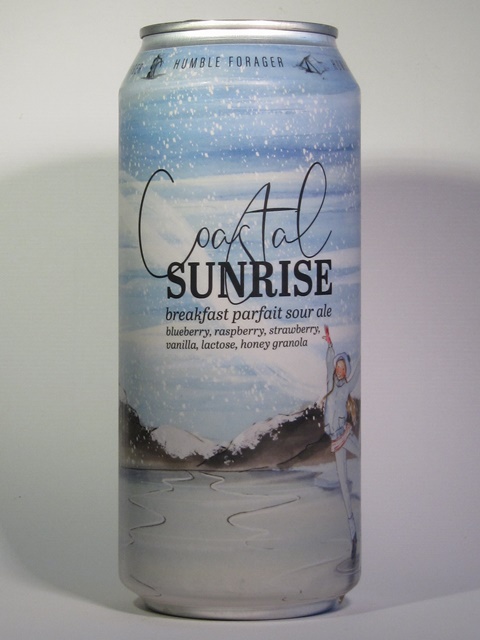 HUMBLE FORAGER
Coastal
SUNRISE
breakfast parfait sour ale
blueberry, raspberry, strawberry,
vanilla, lactose, honey granola